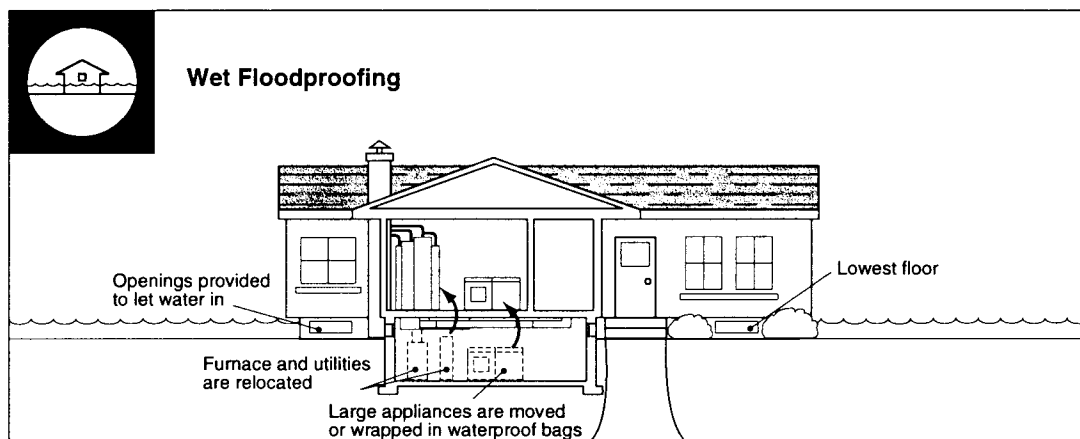 Wet Floodproofing
Openings provided
to let water in
Lowest floor
Furnace and utilities
are relocated
Large appliances are moved
or wrapped in waterproof bags